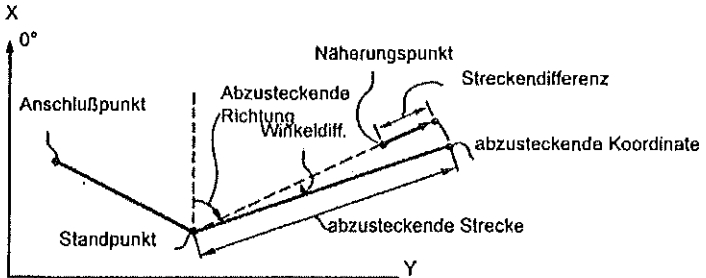 X
0°
Näherungspunkt
Streckendifferenz
Abzusteckende
Richtung
Anschlußpunkt
Winkeldiff.
abzusteckende Koordinate
abzusteckende Strecke
Standpunkt
Y